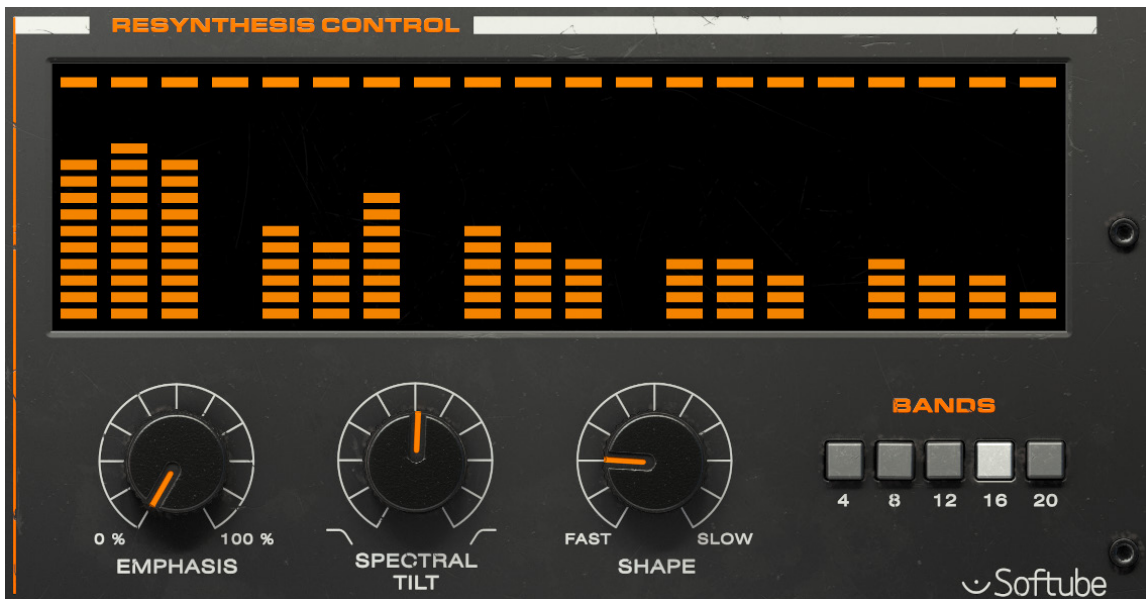 RESYNTHESIS CONTROL
BANDS
4 8 12 16 20
0 % 100 %
EMPHASIS
SPECTRAL
TILT
FAST SLOW
SHAPE
Softube